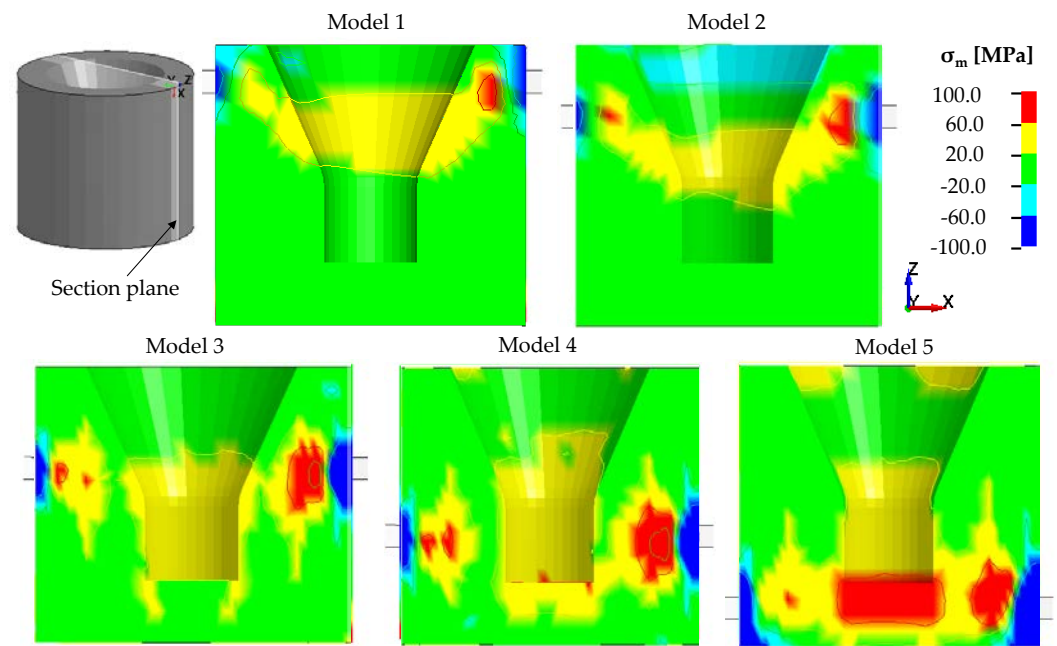 Model 1
Model 2
σm [MPa]
100.0
60.0
20.0
-20.0
-60.0
-100.0
Y Z
X
Section plane
Z
Y X
Model 3
Model 4
Model 5